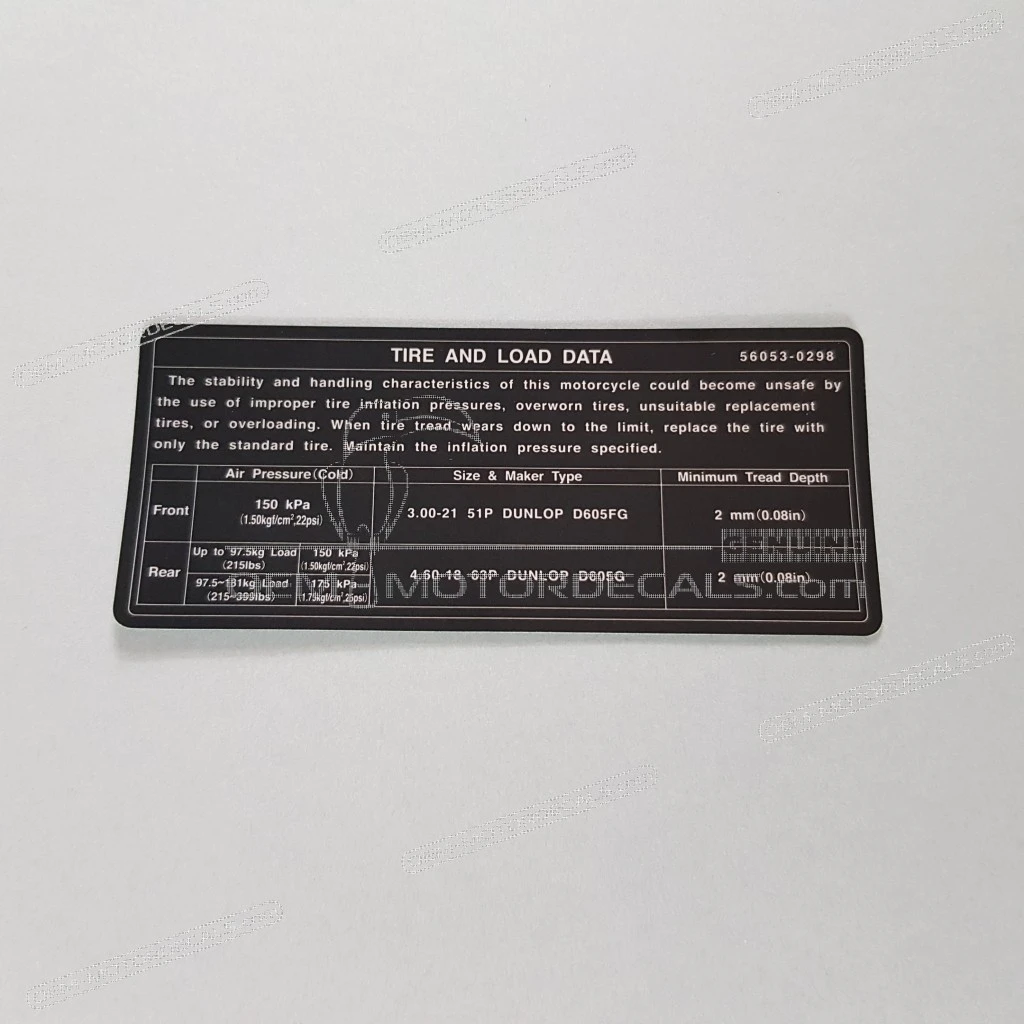 TIRE AND LOAD DATA 56053-0298
The stability and handling characteristics of this motorcycle could become unsafe by
the use of improper tire inflation pressures, overworn tires, unsuitable replacement
tires, or overloading. When tire tread wears down to the limit, replace the tire with
only the standard tire. Maintain the inflation pressure specified.
Air Pressure (Cold) Size & Maker Type Minimum Tread Depth
Front 150 kPa (1.50kgf/cm²,22psi) 3.00-21 51P DUNLOP D605FG 2 mm(0.08in)
Rear Up to 97.5kg Load (215lbs) 150 kPa (1.50kgf/cm²,22psi) 4.60-18 63P DUNLOP D605G 2 mm(0.08in)
97.5~181kg Load (215~399lbs) 175 kPa (1.75kgf/cm²,25psi)
GENUINE
MOTORDECALS.com